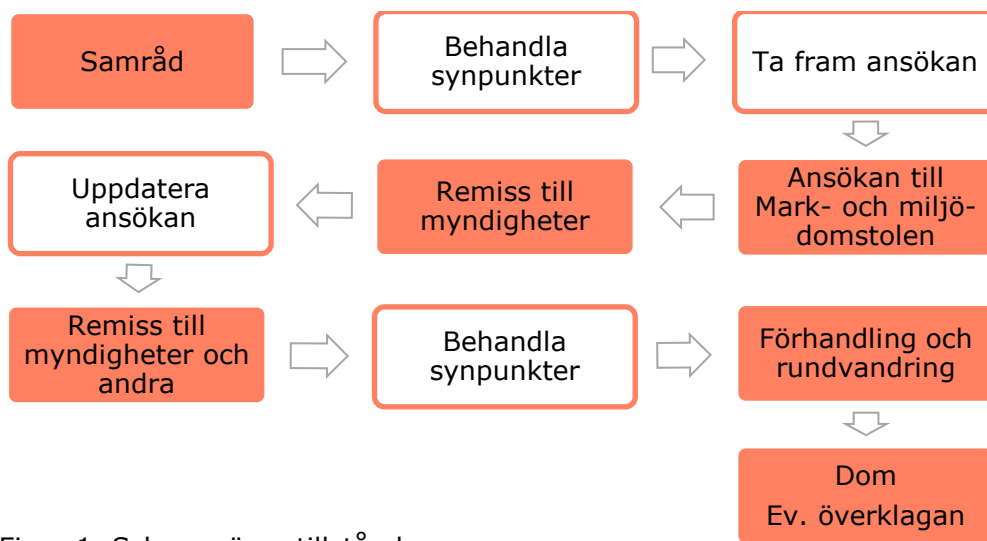 Samråd
Behandla
synpunkter
Ta fram ansökan
Ansökan till
Mark- och miljö-
domstolen
Remiss till
myndigheter
Uppdatera
ansökan
Remiss till
myndigheter och
andra
Behandla
synpunkter
Förhandling och
rundvandring
Dom
Ev. överklagan